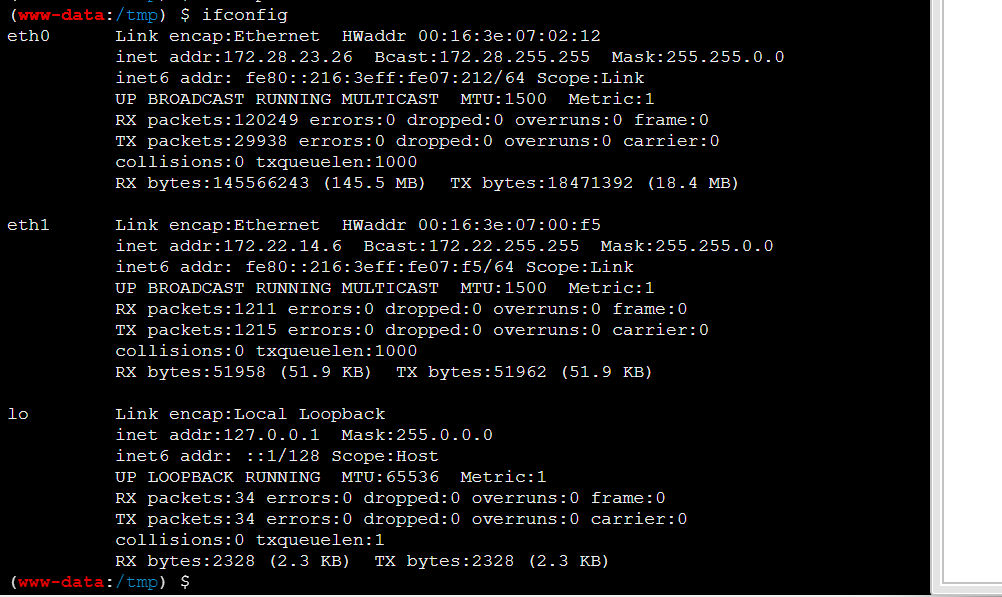 (www-data:/tmp) $ ifconfig
eth0 Link encap:Ethernet HWaddr 00:16:3e:07:02:12
inet addr:172.28.23.26 Bcast:172.28.255.255 Mask:255.255.0.0
inet6 addr: fe80::216:3eff:fe07:212/64 Scope:Link
UP BROADCAST RUNNING MULTICAST MTU:1500 Metric:1
RX packets:120249 errors:0 dropped:0 overruns:0 frame:0
TX packets:29938 errors:0 dropped:0 overruns:0 carrier:0
collisions:0 txqueuelen:1000
RX bytes:145566243 (145.5 MB) TX bytes:18471392 (18.4 MB)
eth1 Link encap:Ethernet HWaddr 00:16:3e:07:00:f5
inet addr:172.22.14.6 Bcast:172.22.255.255 Mask:255.255.0.0
inet6 addr: fe80::216:3eff:fe07:f5/64 Scope:Link
UP BROADCAST RUNNING MULTICAST MTU:1500 Metric:1
RX packets:1211 errors:0 dropped:0 overruns:0 frame:0
TX packets:1215 errors:0 dropped:0 overruns:0 carrier:0
collisions:0 txqueuelen:1000
RX bytes:51958 (51.9 KB) TX bytes:51962 (51.9 KB)
lo Link encap:Local Loopback
inet addr:127.0.0.1 Mask:255.0.0.0
inet6 addr: ::1/128 Scope:Host
UP LOOPBACK RUNNING MTU:65536 Metric:1
RX packets:34 errors:0 dropped:0 overruns:0 frame:0
TX packets:34 errors:0 dropped:0 overruns:0 carrier:0
collisions:0 txqueuelen:1
RX bytes:2328 (2.3 KB) TX bytes:2328 (2.3 KB)
(www-data:/tmp) $